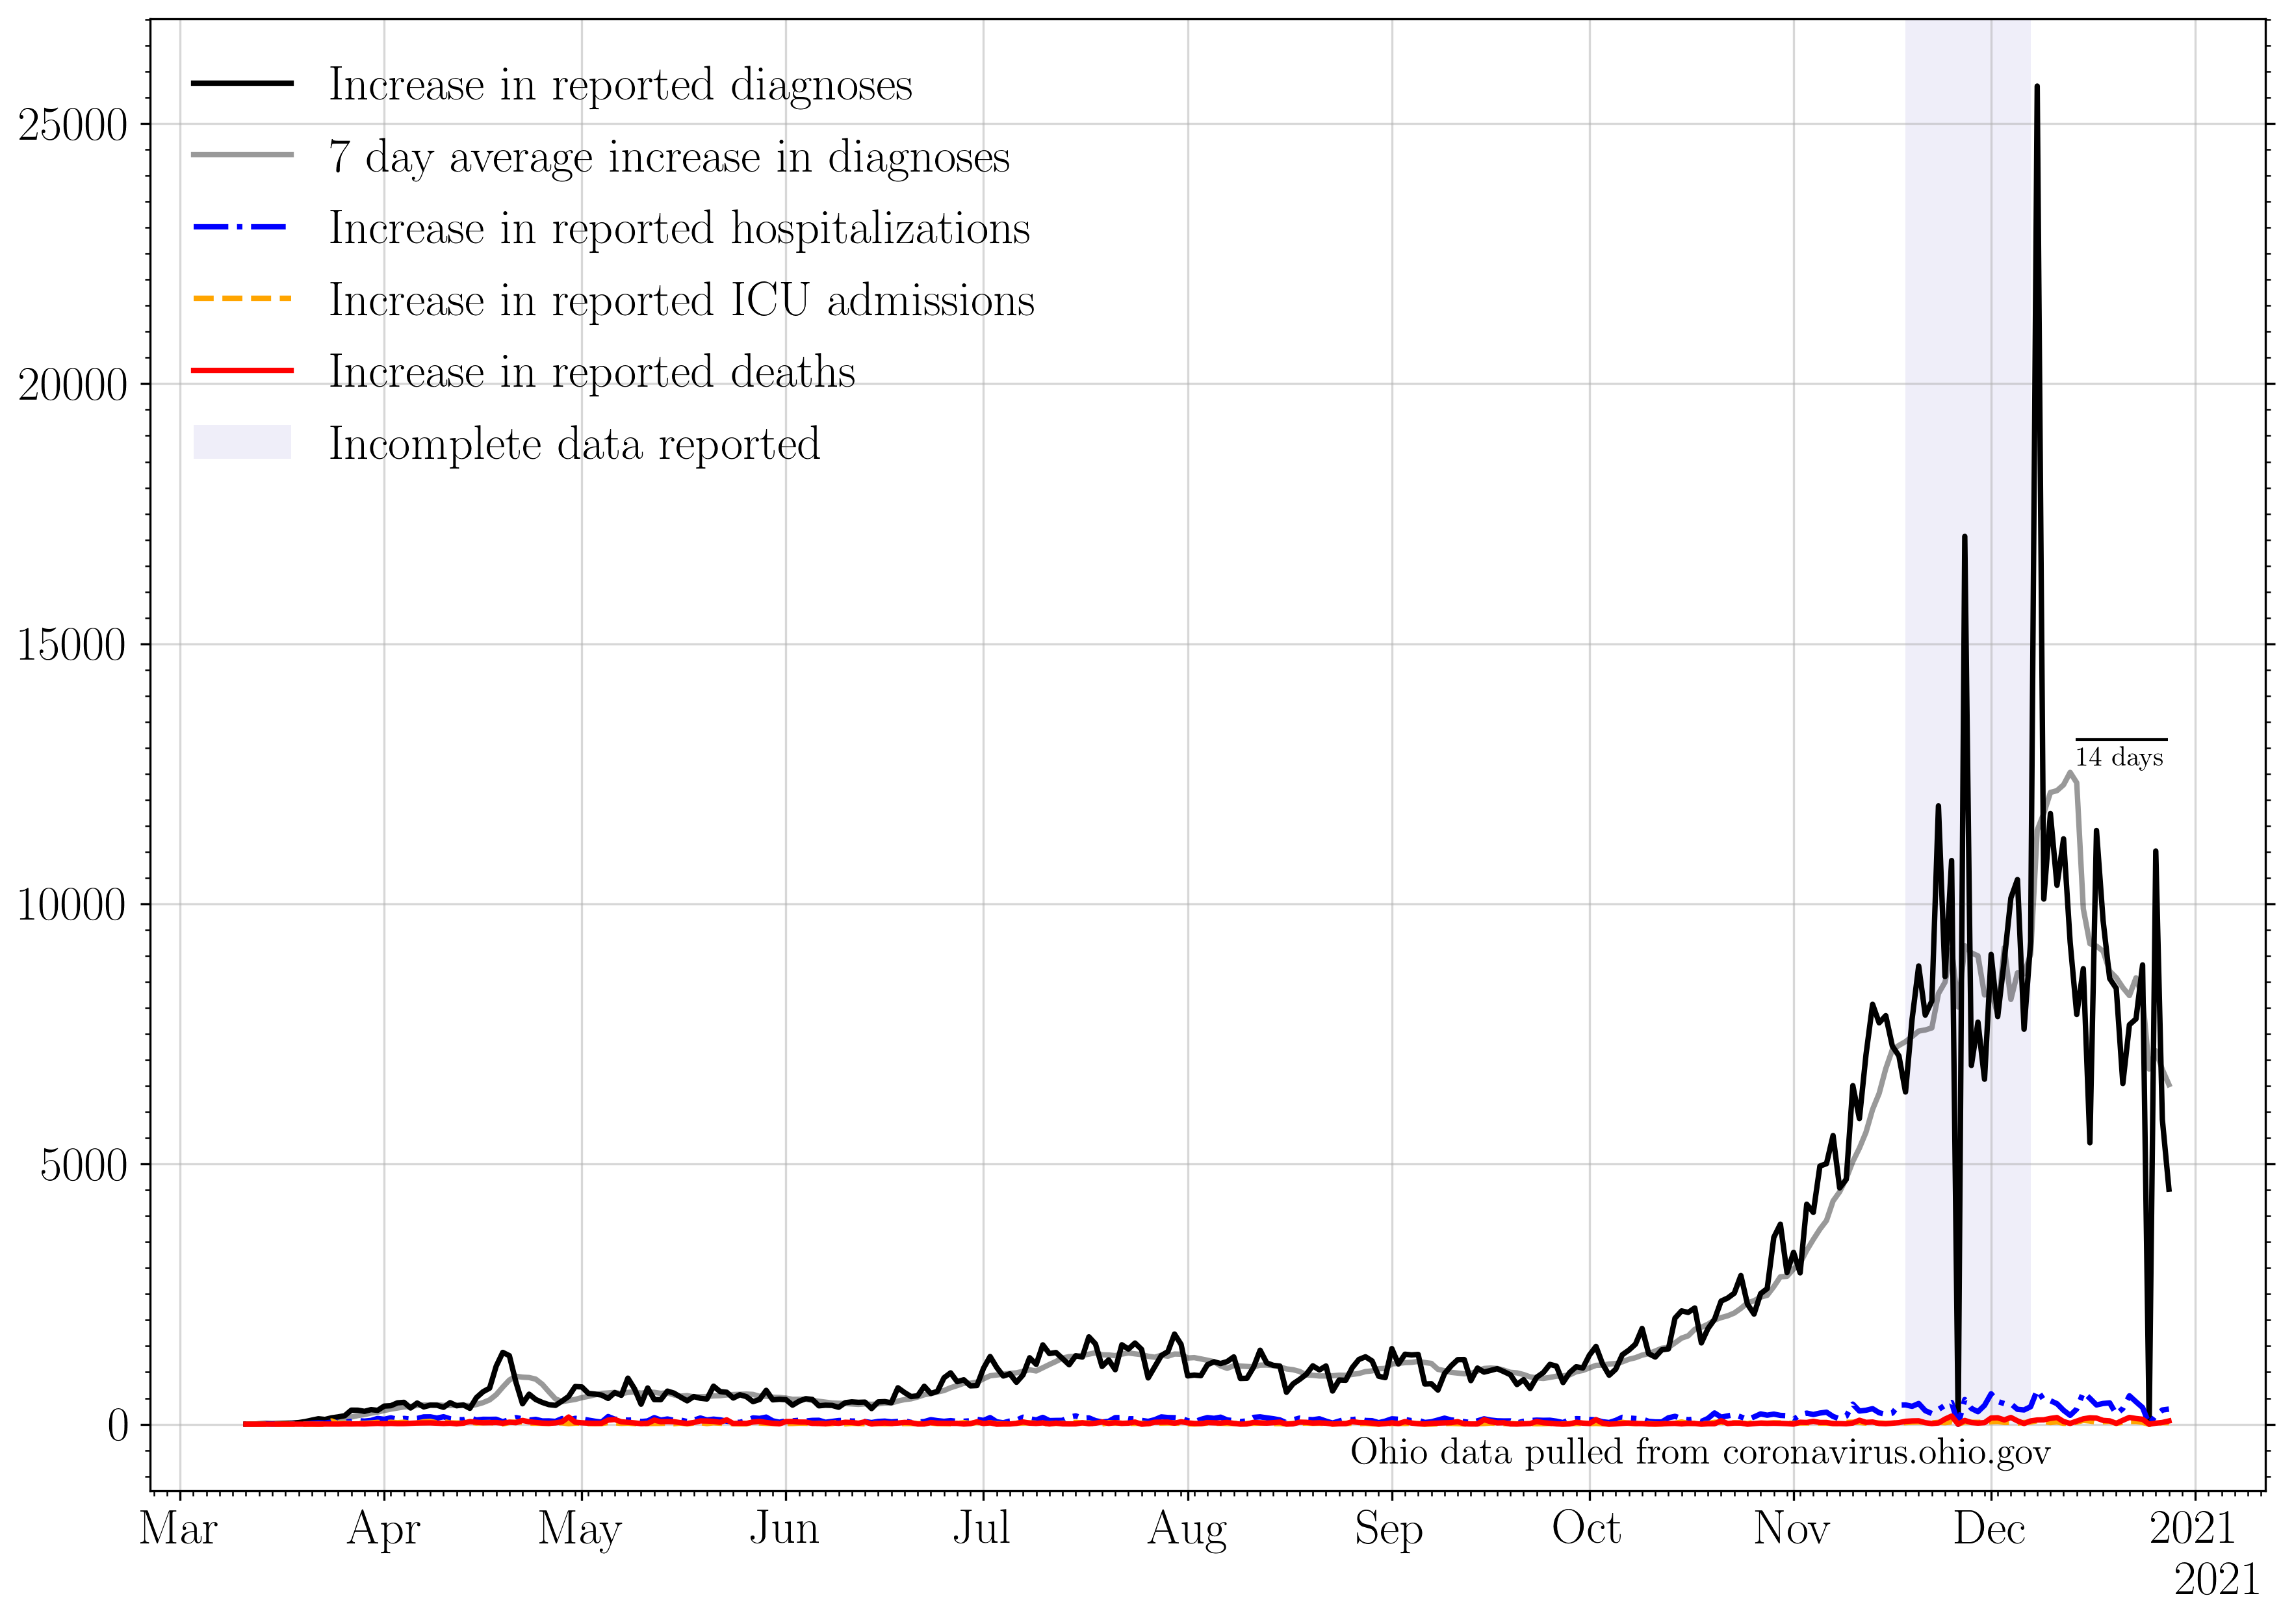 Increase in reported diagnoses
7 day average increase in diagnoses
Increase in reported hospitalizations
Increase in reported ICU admissions
Increase in reported deaths
Incomplete data reported
25000
20000
15000
10000
5000
0
14 days
Ohio data pulled from coronavirus.ohio.gov
Mar Apr May Jun Jul Aug Sep Oct Nov Dec 2021
2021